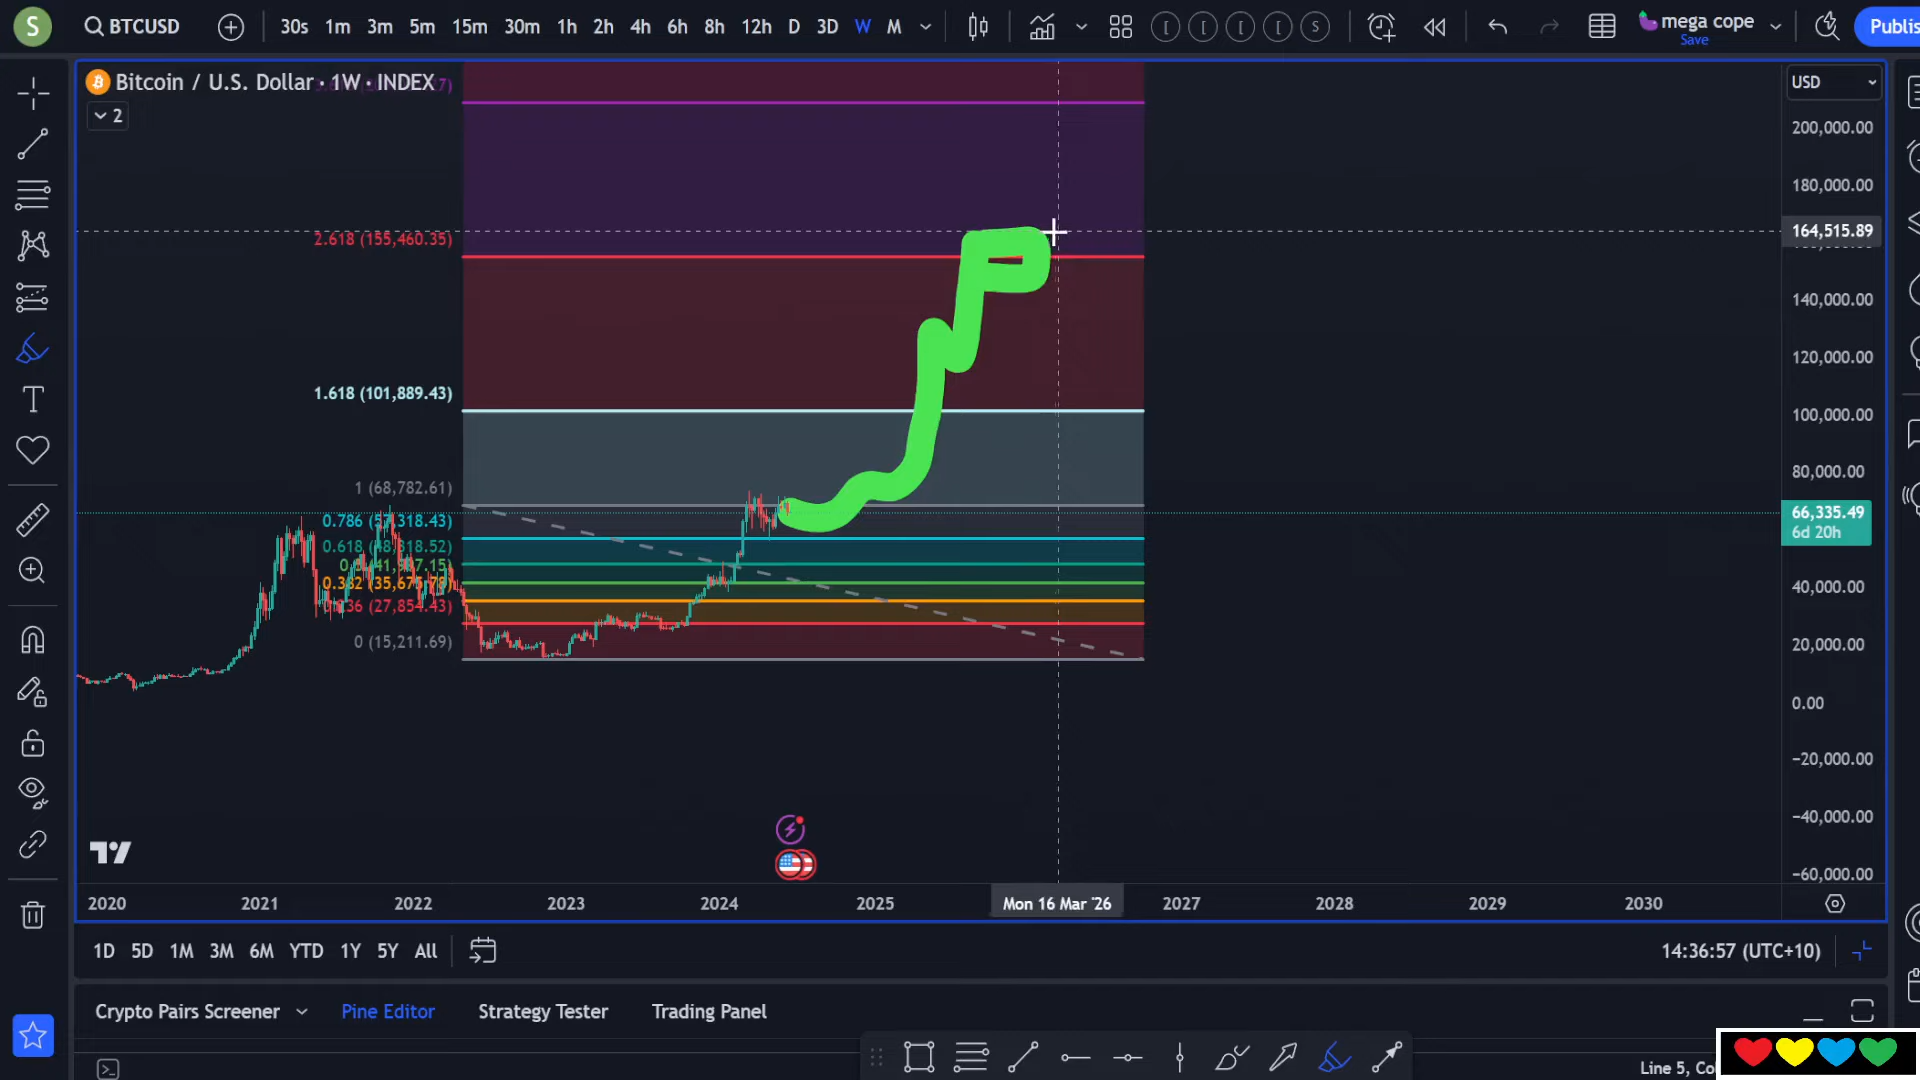 S
BTCUSD
30s 1m 3m 5m 15m 30m 1h 2h 4h 6h 8h 12h D 3D W M
S
mega cope
Save
Publis
Bitcoin / U.S. Dollar · 1W · INDEX
2
USD
200,000.00
180,000.00
164,515.89
140,000.00
120,000.00
100,000.00
80,000.00
66,335.49
6d 20h
40,000.00
20,000.00
0.00
−20,000.00
−40,000.00
−60,000.00
2.618 (155,460.35)
1.618 (101,889.43)
1 (68,782.61)
0.786 (57,318.43)
0.618 (48,318.52)
0 (15,211.69)
2020 2021 2022 2023 2024 2025 Mon 16 Mar '26 2027 2028 2029 2030
1D 5D 1M 3M 6M YTD 1Y 5Y All
14:36:57 (UTC+10)
Crypto Pairs Screener Pine Editor Strategy Tester Trading Panel
Line 5,